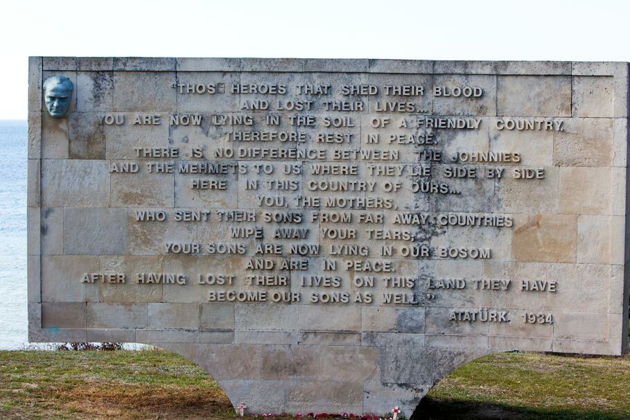 "THOSE HEROES THAT SHED THEIR BLOOD
AND LOST THEIR LIVES...
YOU ARE NOW LYING IN THE SOIL OF A FRIENDLY COUNTRY.
THEREFORE REST IN PEACE.
THERE IS NO DIFFERENCE BETWEEN THE JOHNNIES
AND THE MEHMETS TO US WHERE THEY LIE SIDE BY SIDE
HERE IN THIS COUNTRY OF OURS...
YOU, THE MOTHERS,
WHO SENT THEIR SONS FROM FAR AWAY COUNTRIES
WIPE AWAY YOUR TEARS,
YOUR SONS ARE NOW LYING IN OUR BOSOM
AND ARE IN PEACE.
AFTER HAVING LOST THEIR LIVES ON THIS LAND THEY HAVE
BECOME OUR SONS AS WELL."
ATATÜRK. 1934